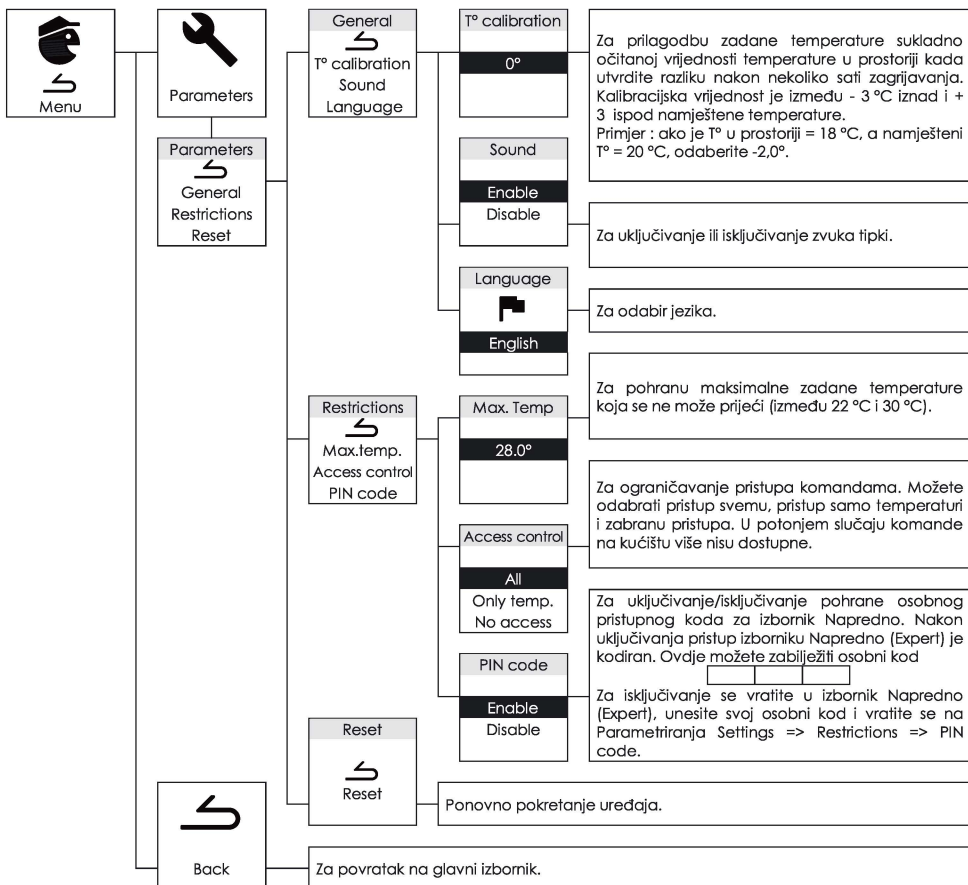 Menu
Parameters
Parameters
General
Restrictions
Reset
General
T° calibration
Sound
Language
T° calibration
0°
Za prilagodbu zadane temperature sukladno
očitanoj vrijednosti temperature u prostoriji kada
utvrdite razliku nakon nekoliko sati zagrijavanja.
Kalibracijska vrijednost je između - 3 °C iznad i +
3 ispod namještene temperature.
Primjer : ako je T° u prostoriji = 18 °C, a namješteni
T° = 20 °C, odaberite -2,0°.
Sound
Enable
Disable
Za uključivanje ili isključivanje zvuka tipki.
Language
English
Za odabir jezika.
Restrictions
Max.temp.
Access control
PIN code
Max. Temp
28.0°
Za pohranu maksimalne zadane temperature
koja se ne može prijeći (između 22 °C i 30 °C).
Access control
All
Only temp.
No access
Za ograničavanje pristupa komandama. Možete
odabrati pristup svemu, pristup samo temperaturi
i zabranu pristupa. U potonjem slučaju komande
na kućištu više nisu dostupne.
PIN code
Enable
Disable
Za uključivanje/isključivanje pohrane osobnog
pristupnog koda za izbornik Napredno. Nakon
uključivanja pristup izborniku Napredno (Expert) je
kodiran. Ovdje možete zabilježiti osobni kod
Za isključivanje se vratite u izbornik Napredno
(Expert), unesite svoj osobni kod i vratite se na
Parametriranja Settings => Restrictions => PIN
code.
Reset
Reset
Ponovno pokretanje uređaja.
Back
Za povratak na glavni izbornik.